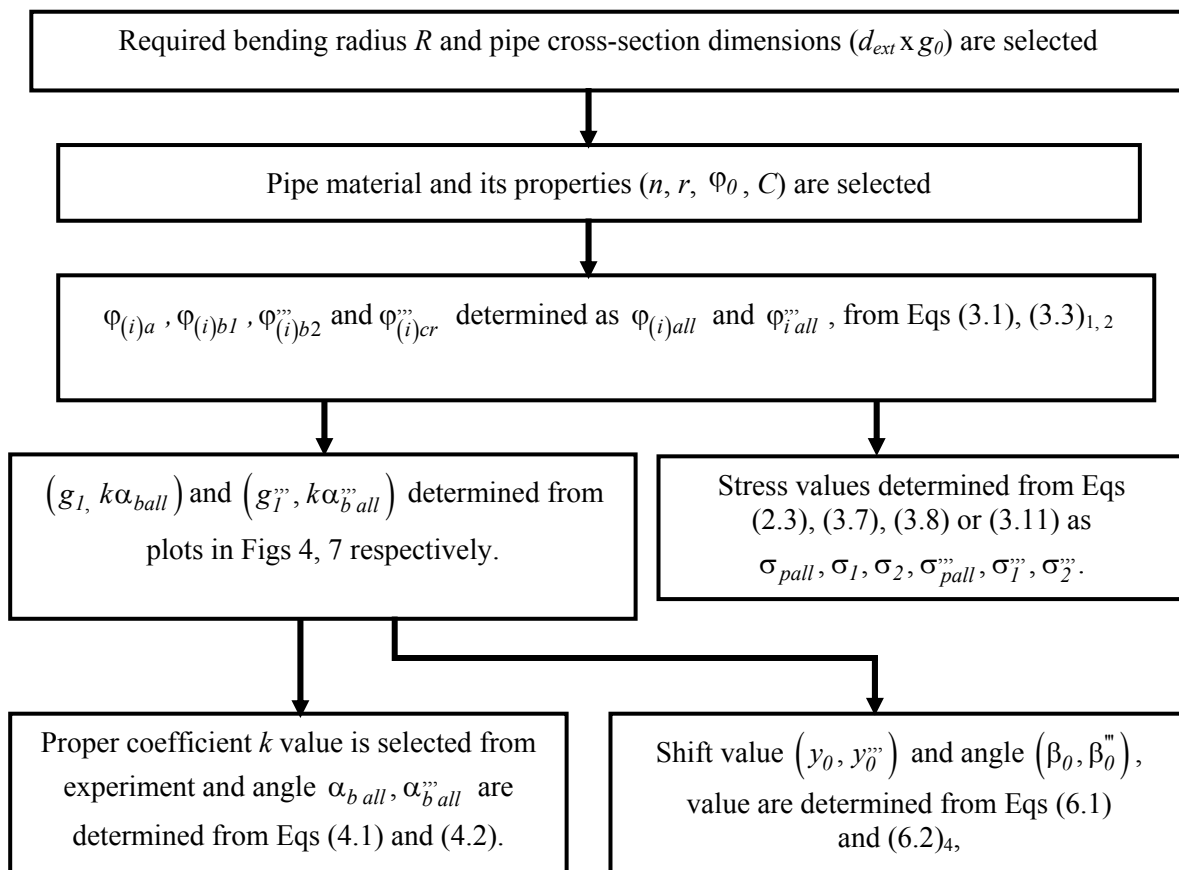 Required bending radius R and pipe cross-section dimensions (d_ext x g_0) are selected
Pipe material and its properties (n, r, φ_0 , C) are selected
φ_(i)a , φ_(i)b1 , φ'''_(i)b2 and φ'''_(i)cr determined as φ_(i)all and φ'''_i all , from Eqs (3.1), (3.3)_1, 2
(g_1, kα_ball) and (g'''_1, kα'''_b all) determined from
plots in Figs 4, 7 respectively.
Stress values determined from Eqs
(2.3), (3.7), (3.8) or (3.11) as
σ_pall, σ_1, σ_2, σ'''_pall, σ'''_1, σ'''_2.
Proper coefficient k value is selected from
experiment and angle α_b all, α'''_b all are
determined from Eqs (4.1) and (4.2).
Shift value (y_0, y'''_0) and angle (β_0, β'''_0) ,
value are determined from Eqs (6.1)
and (6.2)_4,